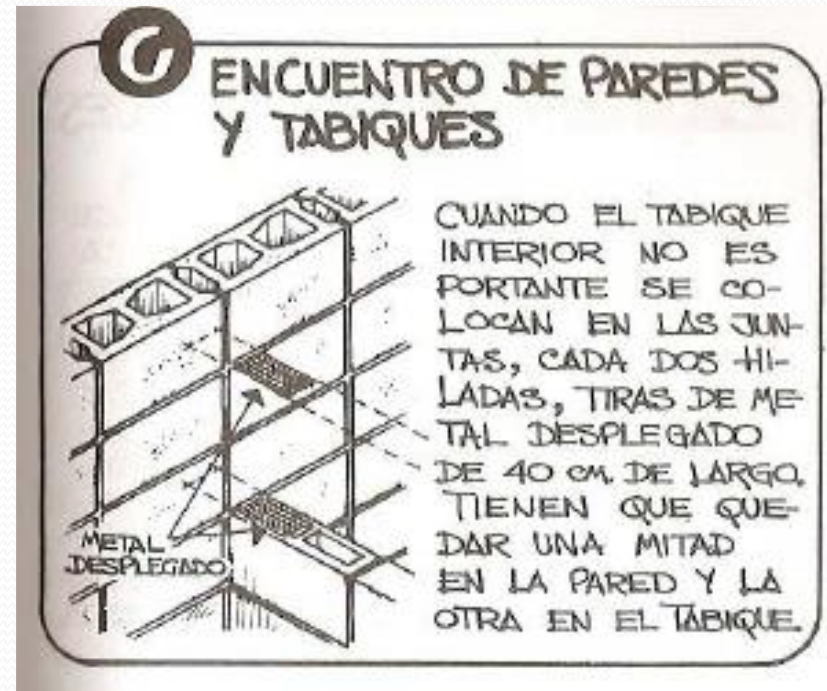 G
ENCUENTRO DE PAREDES
Y TABIQUES
CUANDO EL TABIQUE
INTERIOR NO ES
PORTANTE SE CO-
LOCAN EN LAS JUN-
TAS, CADA DOS HI-
LADAS, TIRAS DE ME-
TAL DESPLEGADO
DE 40 CM. DE LARGO.
TIENEN QUE QUE-
DAR UNA MITAD
EN LA PARED Y LA
OTRA EN EL TABIQUE.
METAL
DESPLEGADO